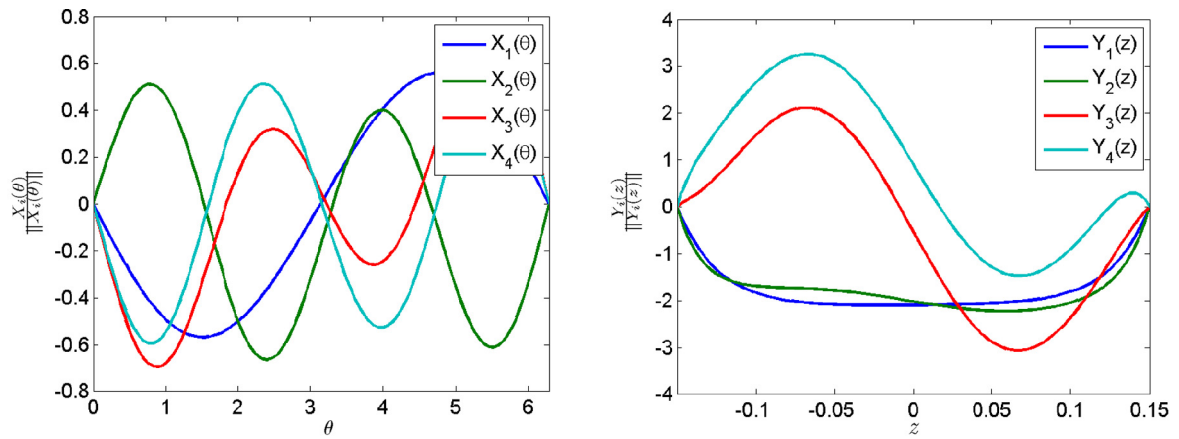 0.8
0.6
0.4
0.2
0
-0.2
-0.4
-0.6
-0.8
0 1 2 3 4 5 6
θ
X_i(θ)
||X_i(θ)||
X_1(θ)
X_2(θ)
X_3(θ)
X_4(θ)
4
3
2
1
0
-1
-2
-3
-4
-0.1 -0.05 0 0.05 0.1 0.15
z
Y_i(z)
||Y_i(z)||
Y_1(z)
Y_2(z)
Y_3(z)
Y_4(z)